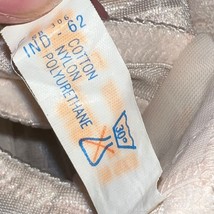 IND - 62
COTTON
NYLON
POLYURETHANE
30°